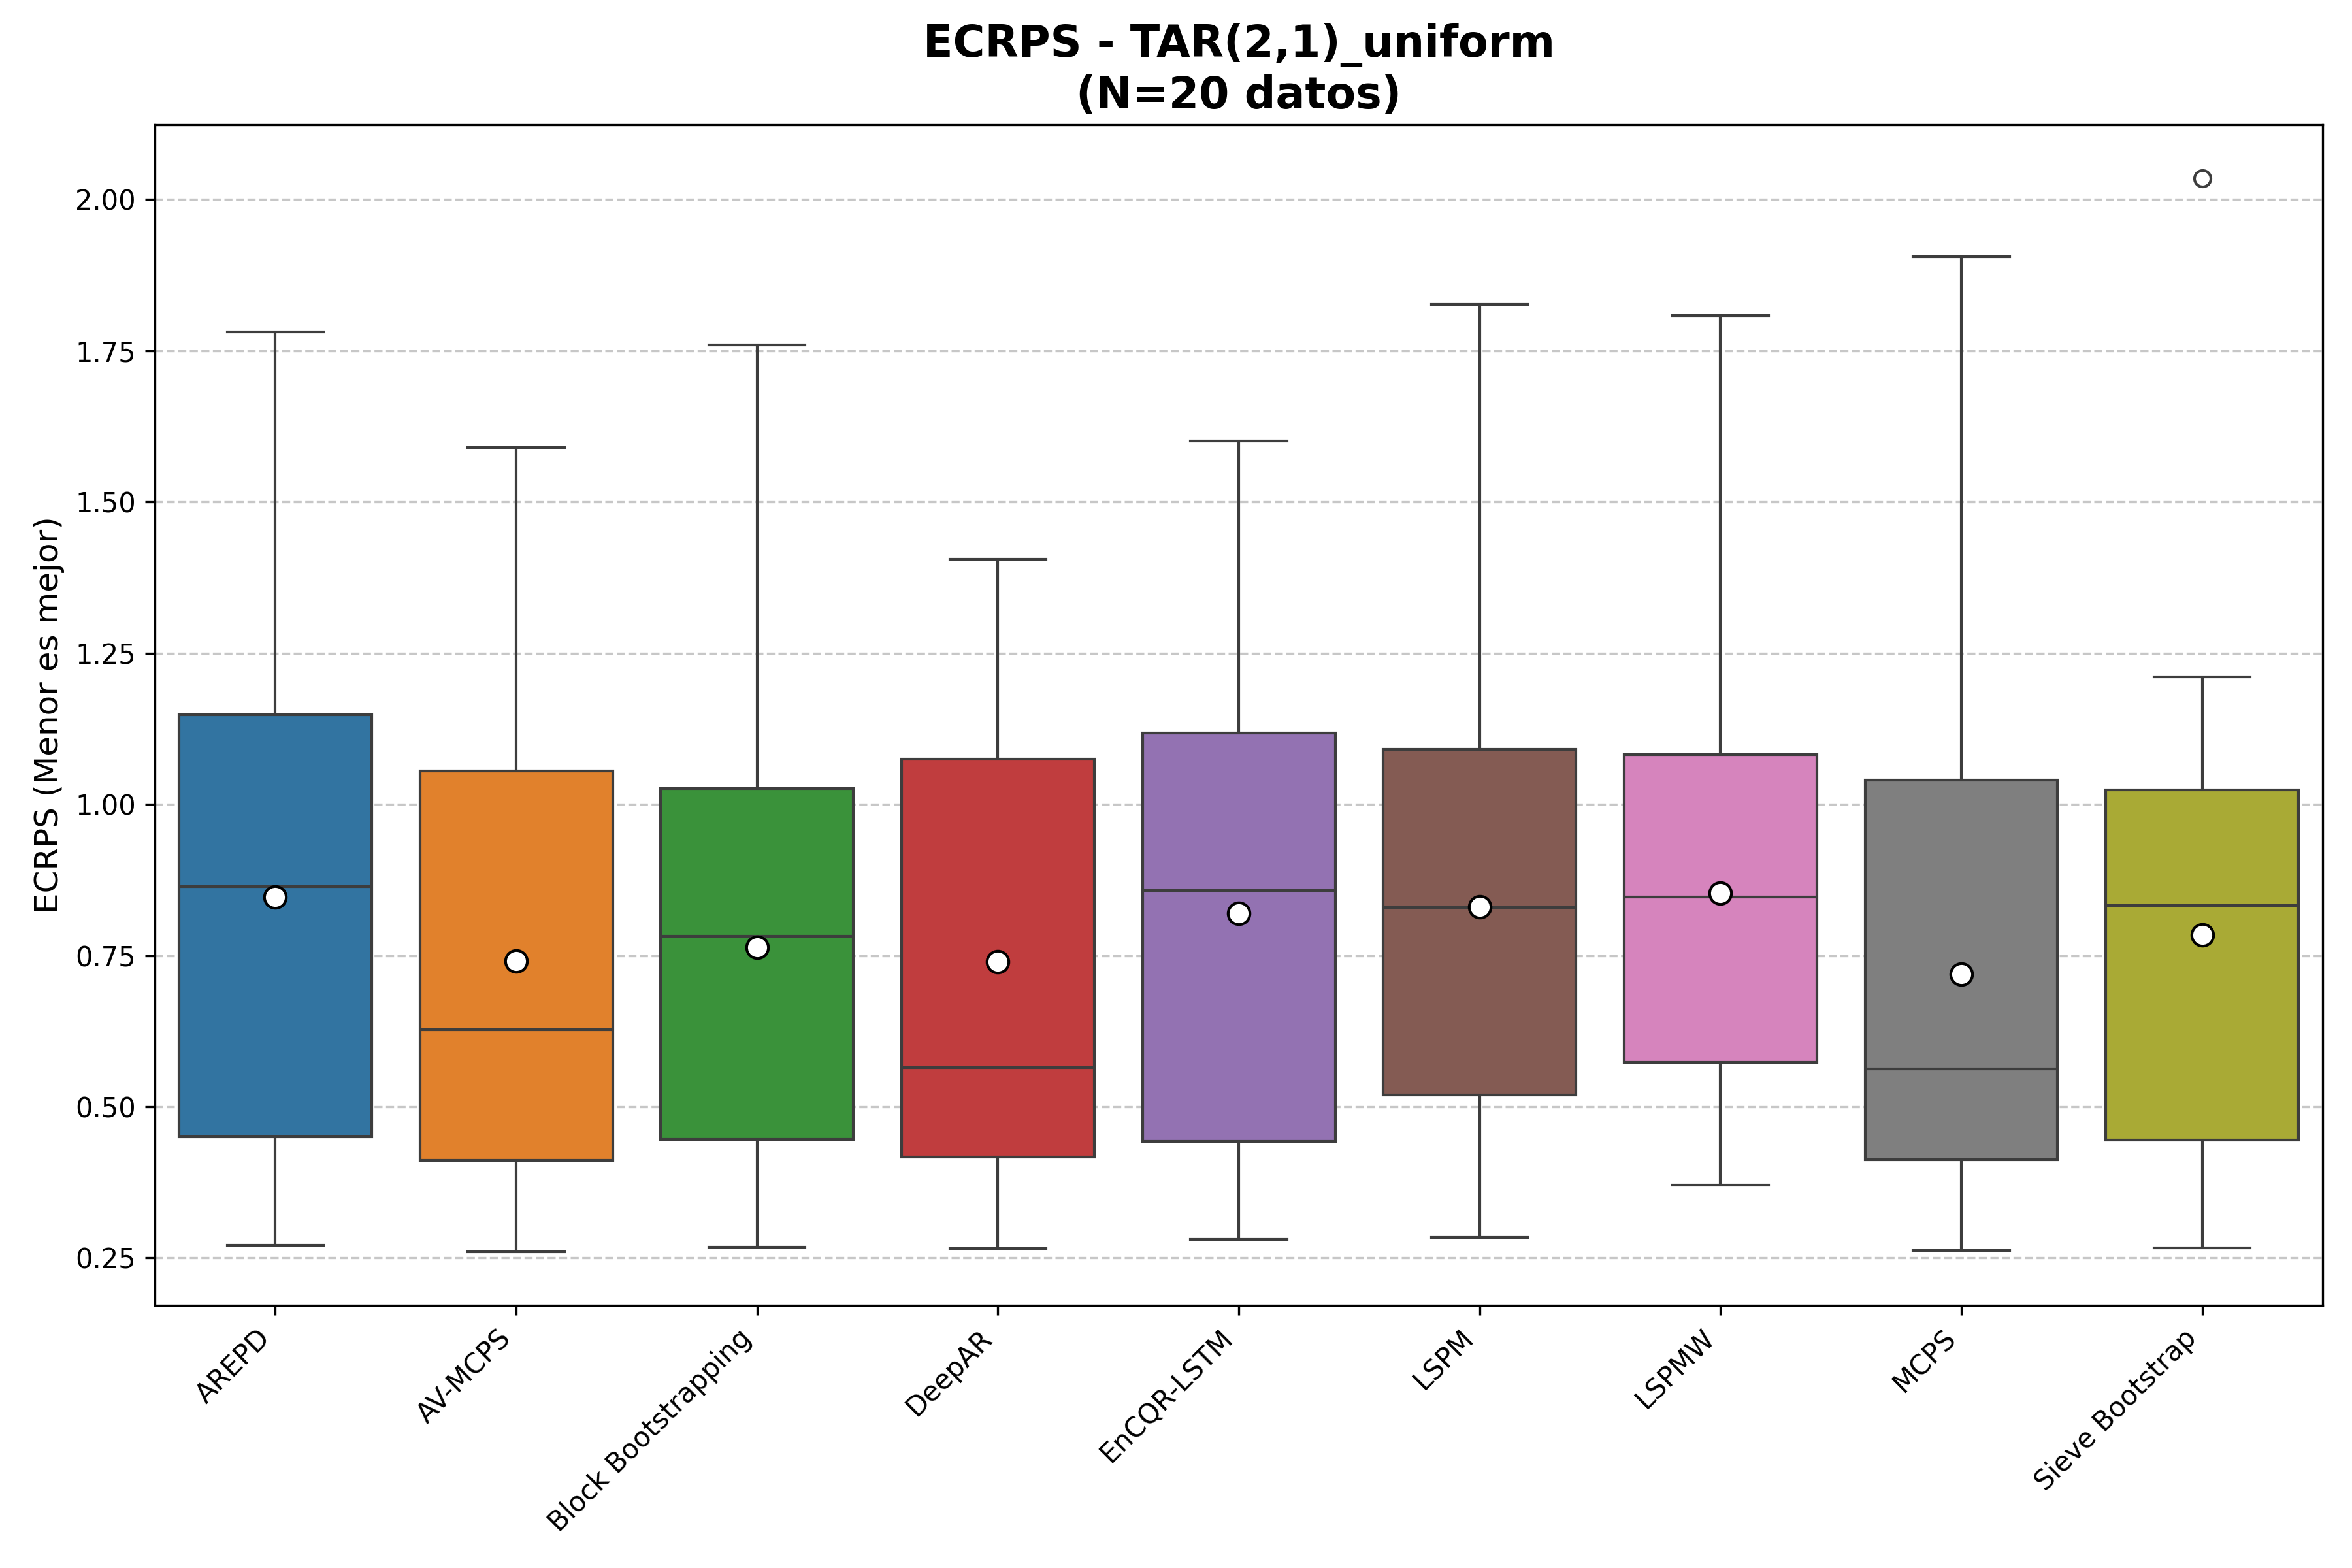 ECRPS - TAR(2,1)_uniform
(N=20 datos)
ECRPS (Menor es mejor)
2.00
1.75
1.50
1.25
1.00
0.75
0.50
0.25
AREPD
AV-MCPS
Block Bootstrapping
DeepAR
EnCQR-LSTM
LSPM
LSPMW
MCPS
Sieve Bootstrap